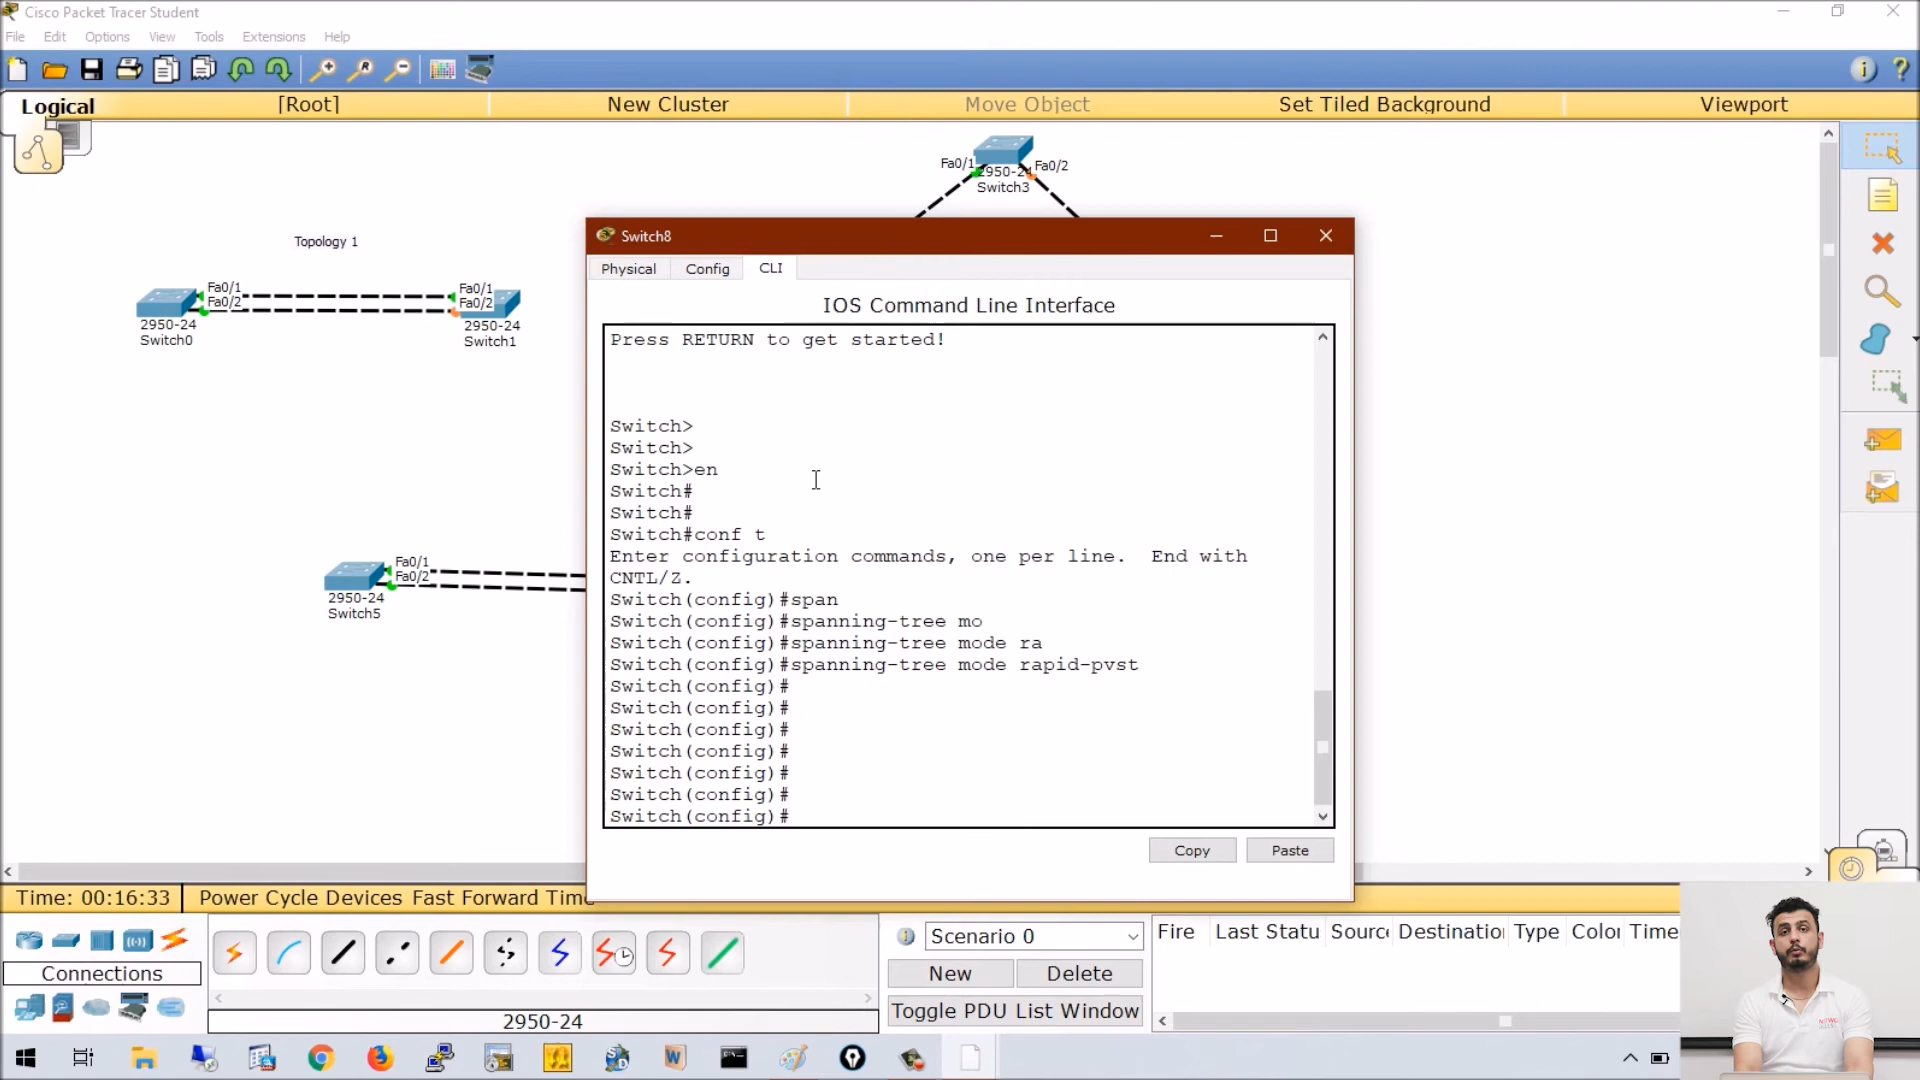 Cisco Packet Tracer Student
File Edit Options View Tools Extensions Help
Logical [Root] New Cluster Move Object Set Tiled Background Viewport
Fa0/1 Fa0/2
2950-24
Switch3
Topology 1
Fa0/1
Fa0/2
2950-24
Switch0
Fa0/1
Fa0/2
2950-24
Switch1
Fa0/1
Fa0/2
2950-24
Switch5
Switch8
Physical Config CLI
IOS Command Line Interface
Press RETURN to get started!
Switch>
Switch>
Switch>en
Switch#
Switch#
Switch#conf t
Enter configuration commands, one per line.  End with
CNTL/Z.
Switch(config)#span
Switch(config)#spanning-tree mo
Switch(config)#spanning-tree mode ra
Switch(config)#spanning-tree mode rapid-pvst
Switch(config)#
Switch(config)#
Switch(config)#
Switch(config)#
Switch(config)#
Switch(config)#
Switch(config)#
Copy Paste
Time: 00:16:33 Power Cycle Devices Fast Forward Time
Connections
2950-24
Scenario 0
New Delete
Toggle PDU List Window
Fire Last Statu Source Destination Type Color Time